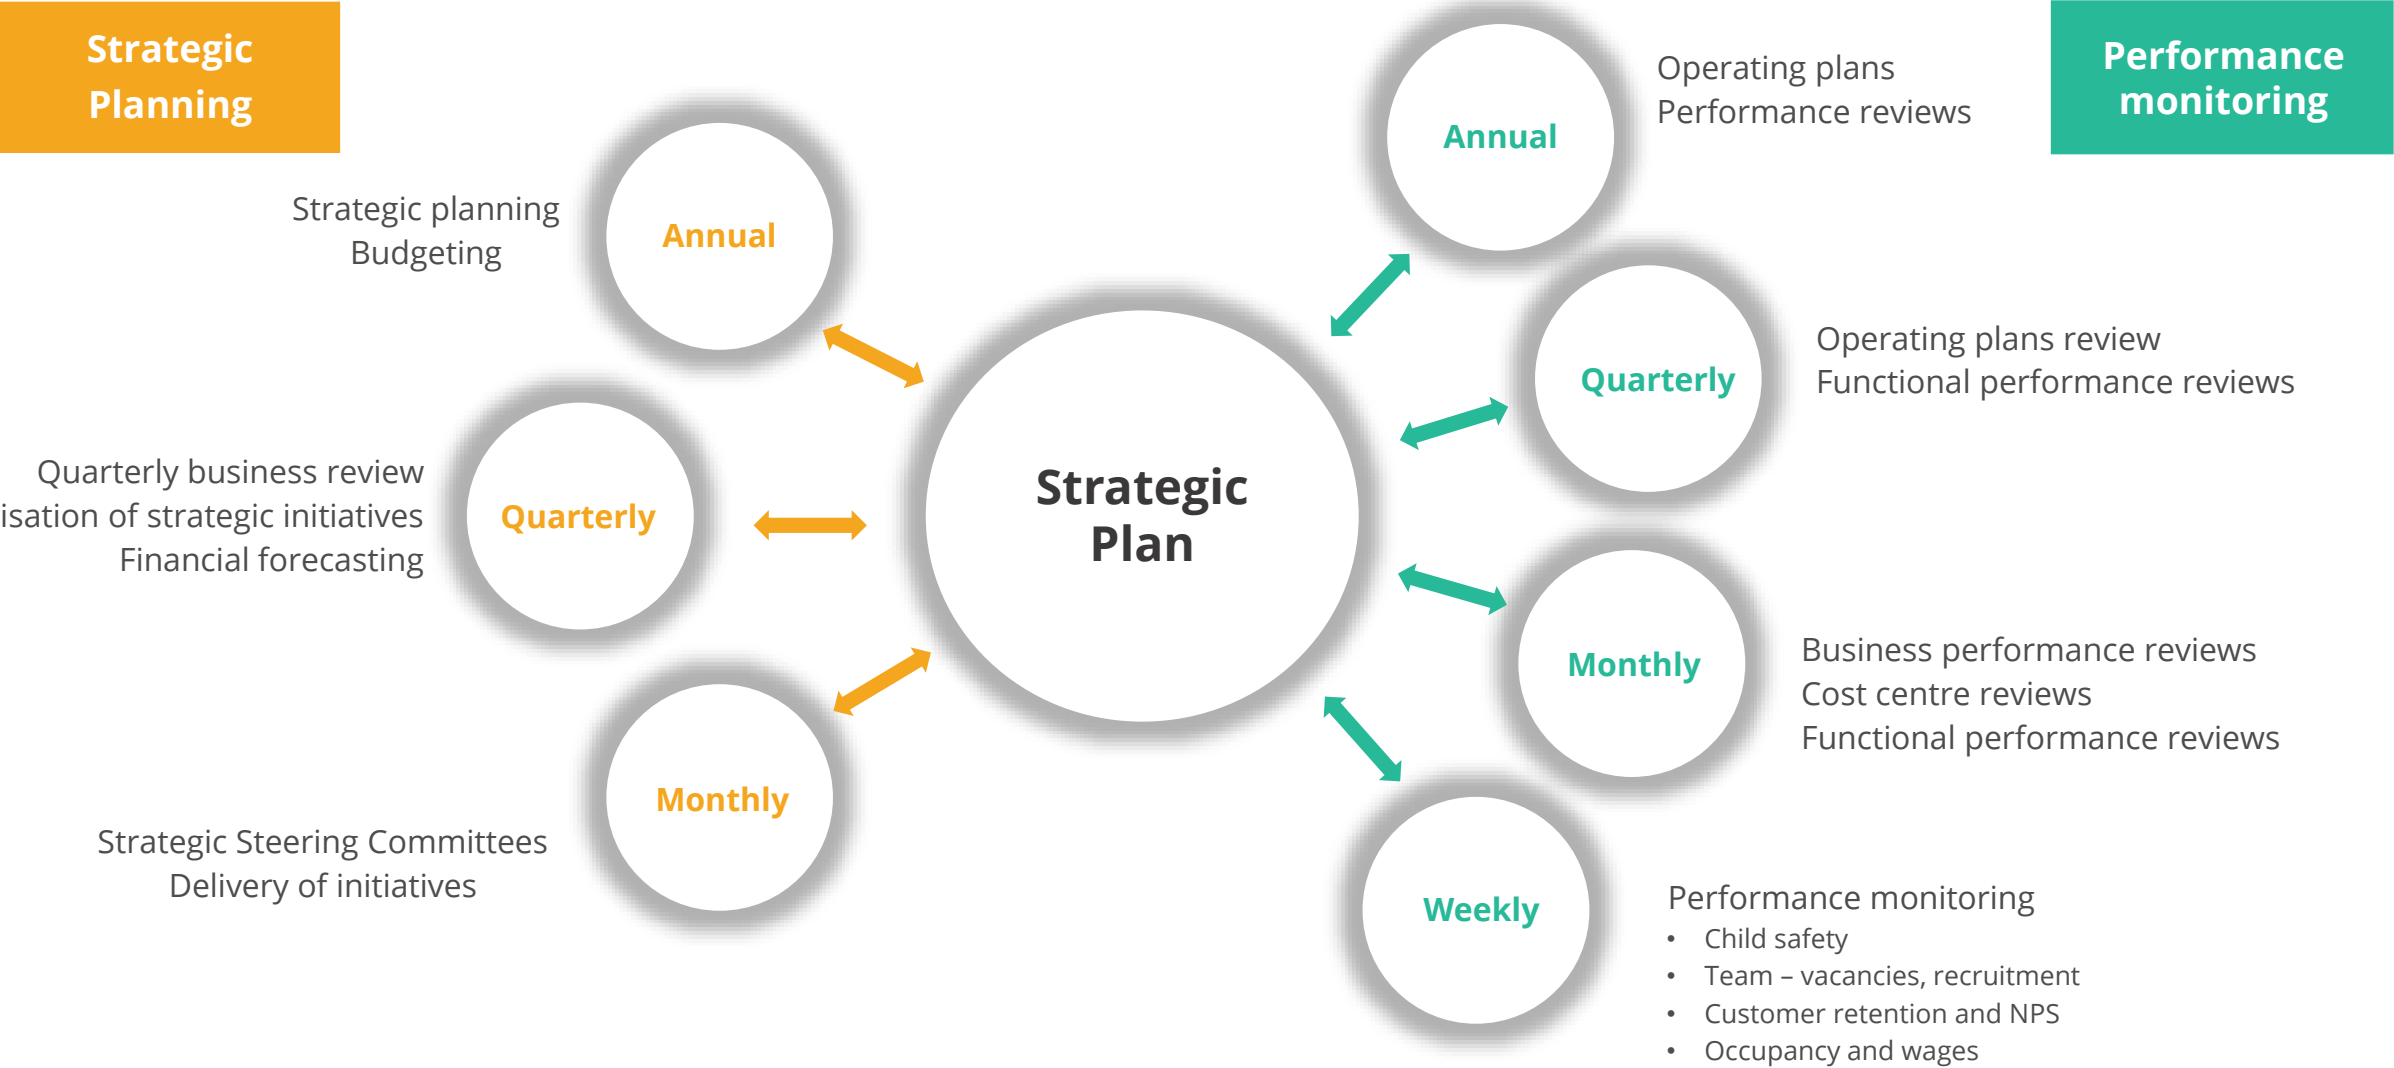 Strategic
Planning
Strategic planning
Budgeting
Annual
Quarterly business review
isation of strategic initiatives
Financial forecasting
Quarterly
Strategic Steering Committees
Delivery of initiatives
Monthly
Strategic
Plan
Performance
monitoring
Annual
Operating plans
Performance reviews
Quarterly
Operating plans review
Functional performance reviews
Monthly
Business performance reviews
Cost centre reviews
Functional performance reviews
Weekly
Performance monitoring
• Child safety
• Team – vacancies, recruitment
• Customer retention and NPS
• Occupancy and wages